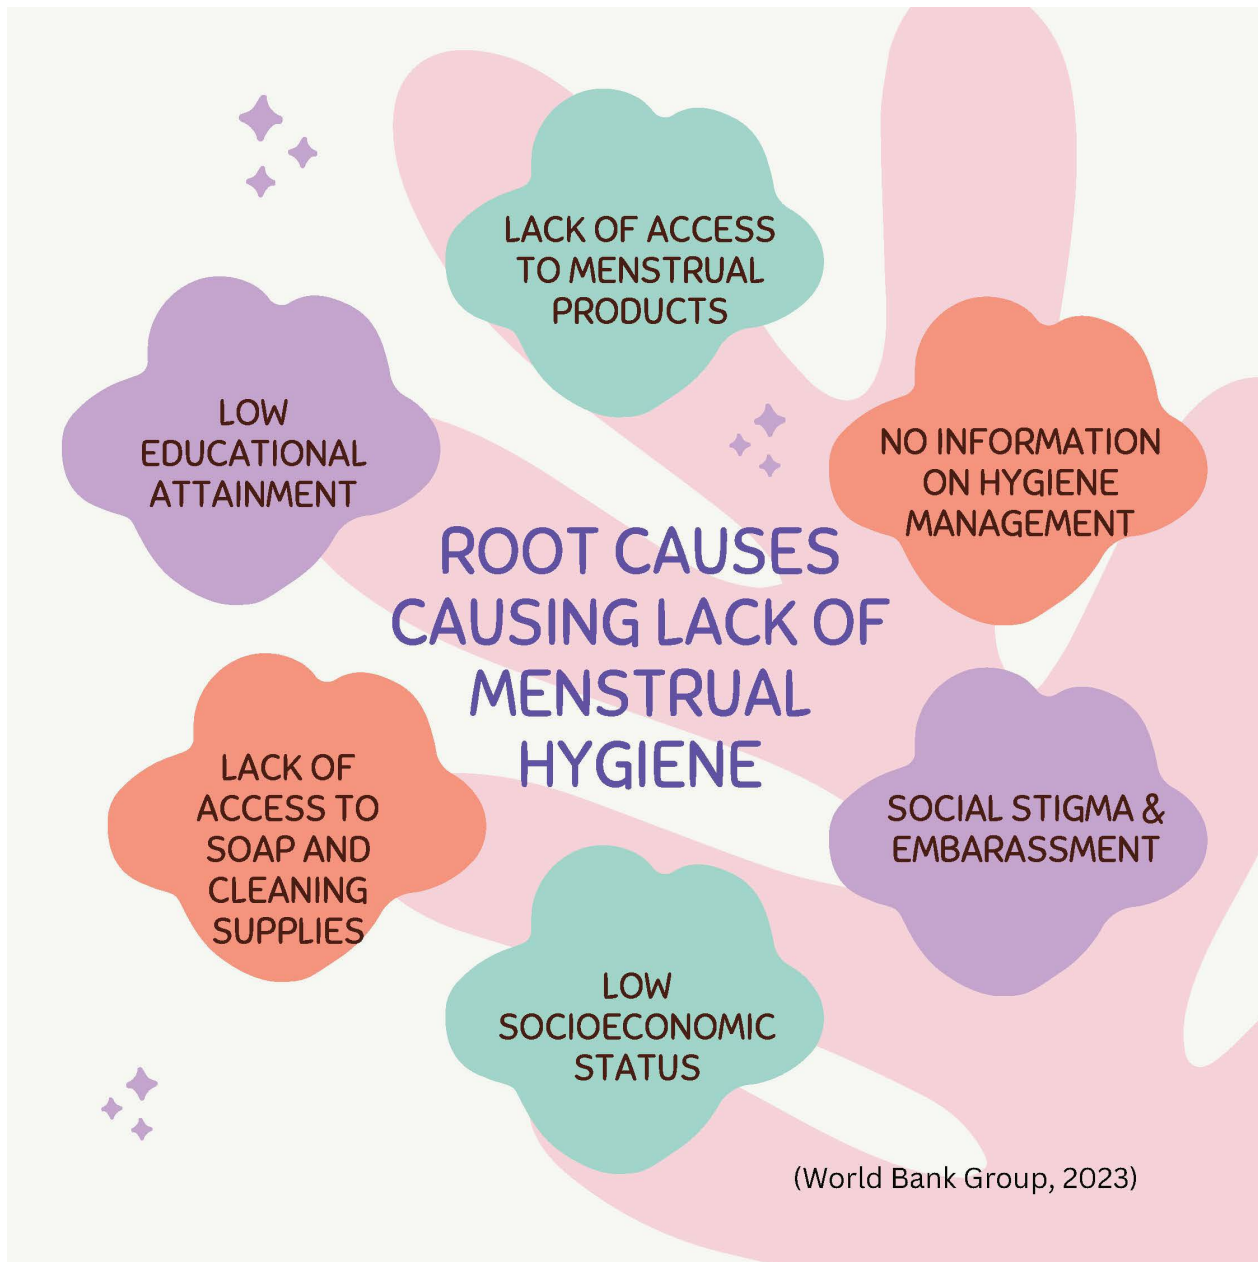 LACK OF ACCESS
TO MENSTRUAL
PRODUCTS
LOW
EDUCATIONAL
ATTAINMENT
NO INFORMATION
ON HYGIENE
MANAGEMENT
ROOT CAUSES
CAUSING LACK OF
MENSTRUAL
HYGIENE
LACK OF
ACCESS TO
SOAP AND
CLEANING
SUPPLIES
SOCIAL STIGMA &
EMBARASSMENT
LOW
SOCIOECONOMIC
STATUS
(World Bank Group, 2023)